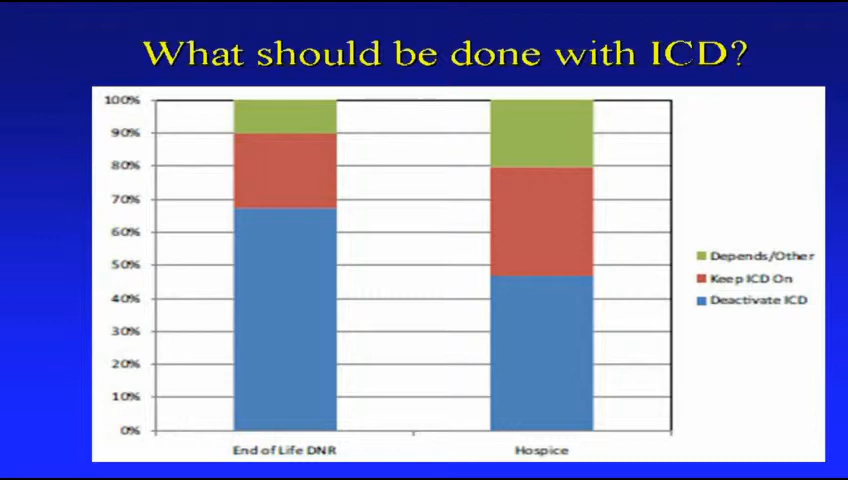 What should be done with ICD?
100%
90%
80%
70%
60%
50%
40%
30%
20%
10%
0%
End of Life DNR
Hospice
Depends/Other
Keep ICD On
Deactivate ICD